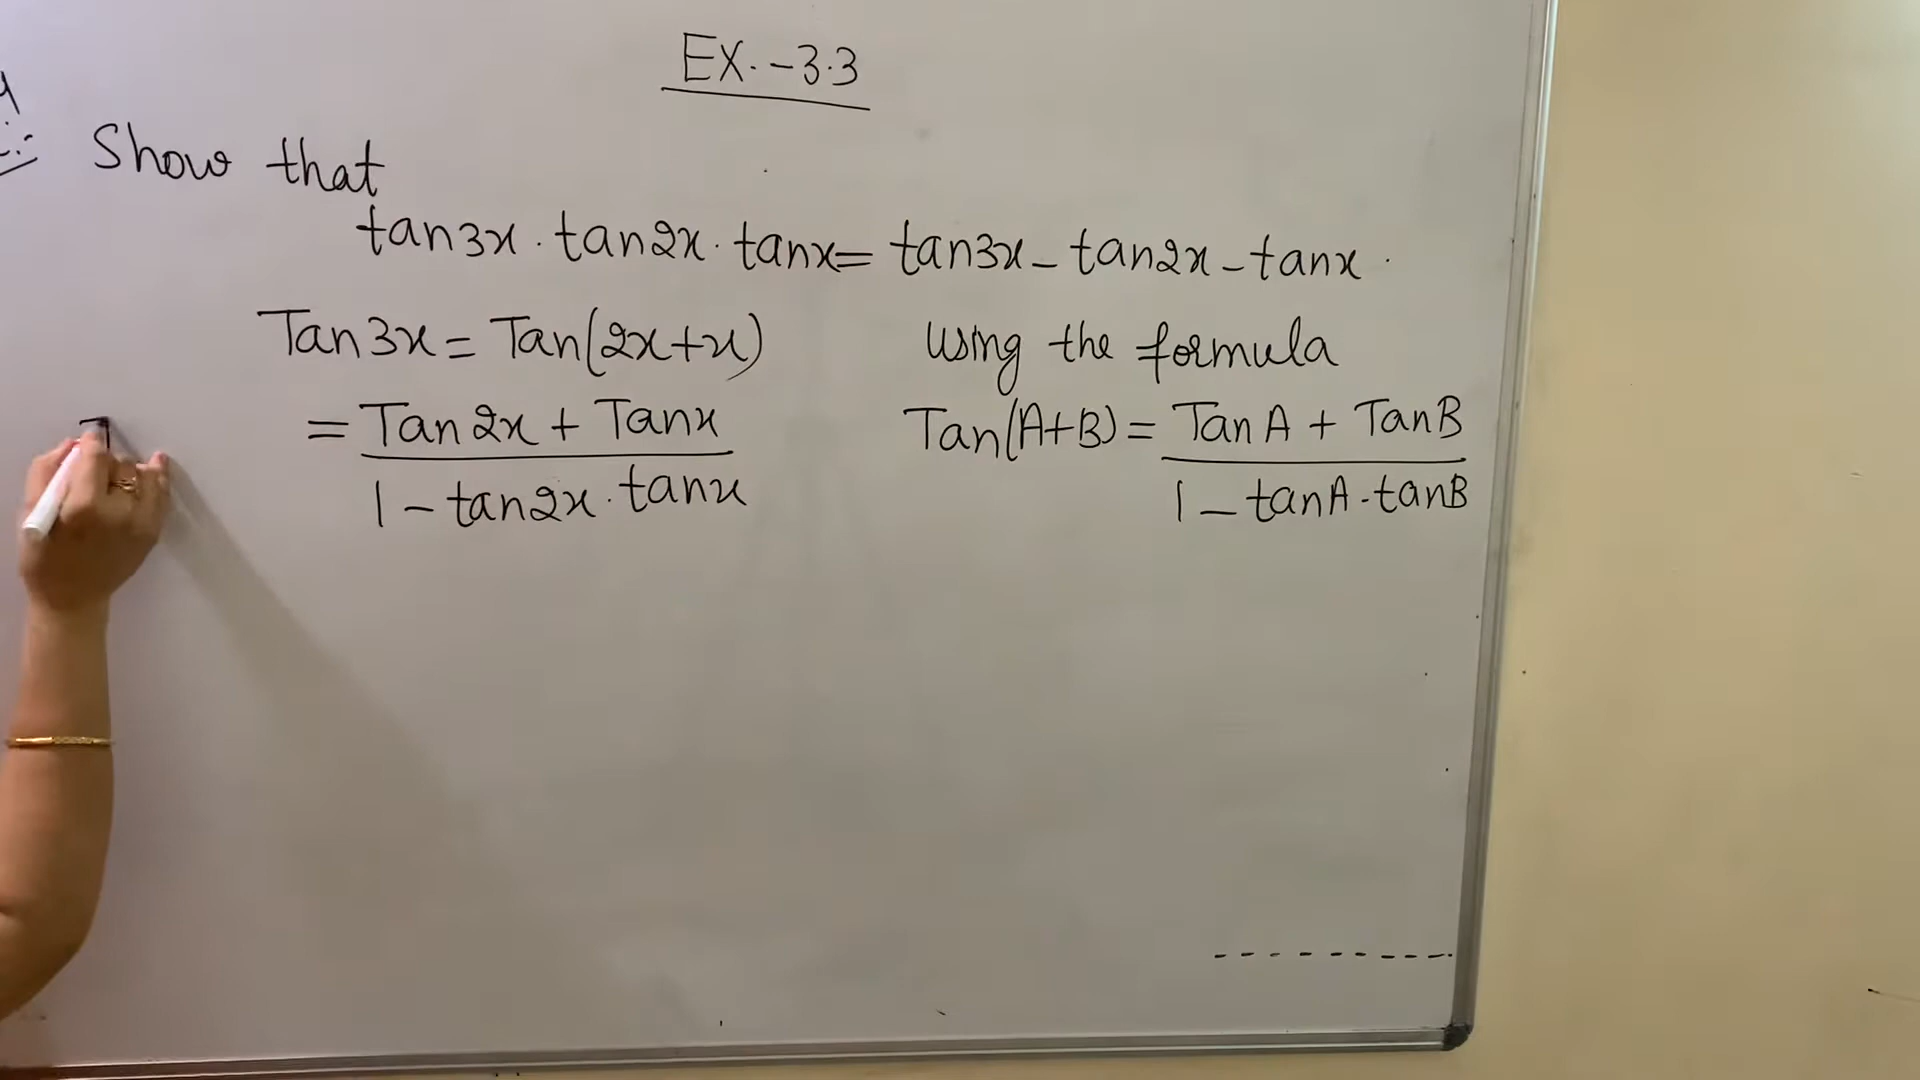 EX. - 3.3
Show that
tan3x . tan2x . tanx = tan3x - tan2x - tanx .
Tan3x = Tan(2x+x)
using the formula
= Tan2x + Tanx
1 - tan2x . tanx
Tan(A+B) = TanA + TanB
1 - tanA . tanB